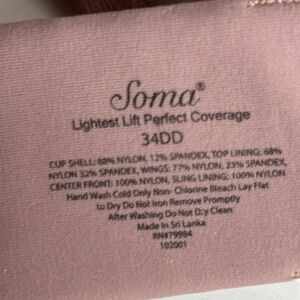 Soma®
Lightest Lift Perfect Coverage
34DD
CUP SHELL: 88% NYLON, 12% SPANDEX, TOP LINING: 68%
NYLON 32% SPANDEX, WINGS: 77% NYLON, 23% SPANDEX,
CENTER FRONT: 100% NYLON, SLING LINING: 100% NYLON
Hand Wash Cold Only Non- Chlorine Bleach Lay Flat
to Dry Do Not Iron Remove Promptly
After Washing Do Not Dry Clean
Made in Sri Lanka
RN#79984
102001